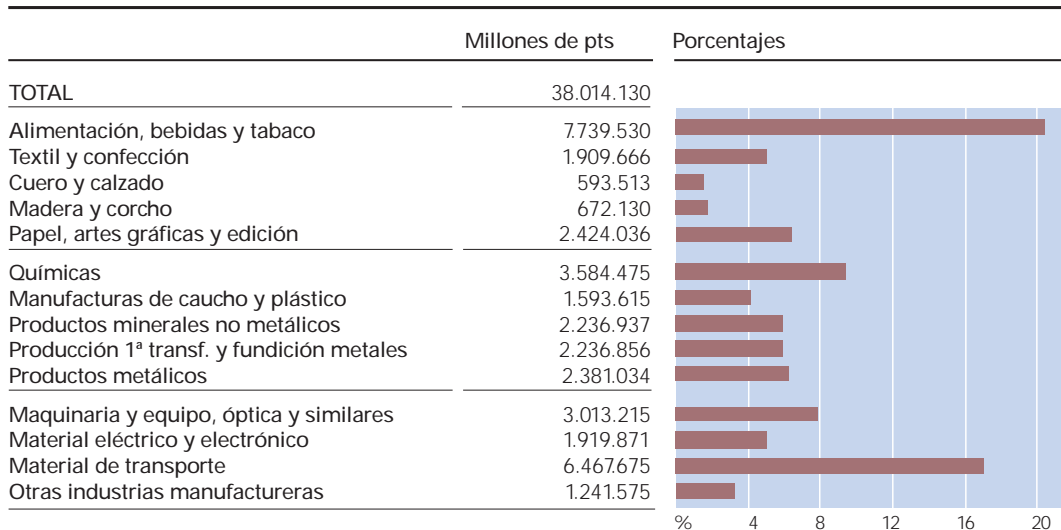 Millones de pts Porcentajes
TOTAL 38.014.130
Alimentación, bebidas y tabaco 7.739.530
Textil y confección 1.909.666
Cuero y calzado 593.513
Madera y corcho 672.130
Papel, artes gráficas y edición 2.424.036
Químicas 3.584.475
Manufacturas de caucho y plástico 1.593.615
Productos minerales no metálicos 2.236.937
Producción 1ª transf. y fundición metales 2.236.856
Productos metálicos 2.381.034
Maquinaria y equipo, óptica y similares 3.013.215
Material eléctrico y electrónico 1.919.871
Material de transporte 6.467.675
Otras industrias manufactureras 1.241.575
% 4 8 12 16 20